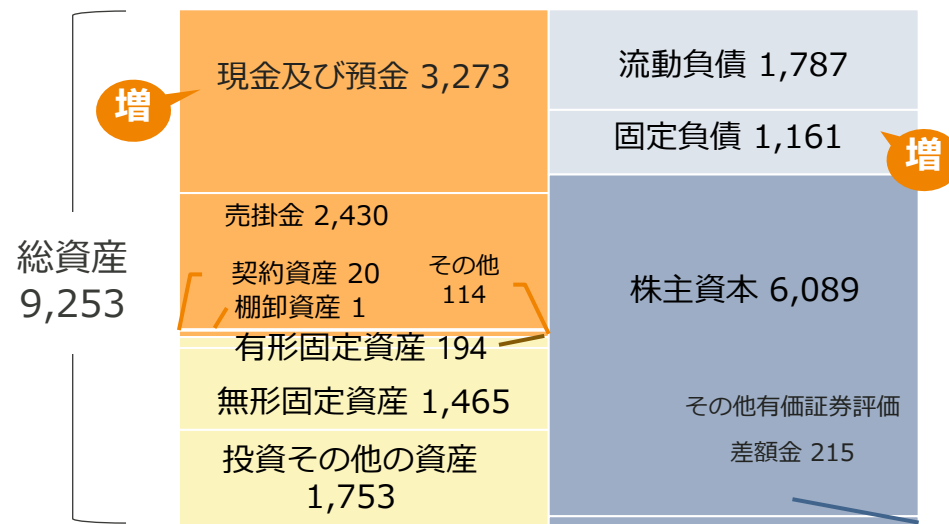 総資産
9,253
増
現金及び預金 3,273
売掛金 2,430
契約資産 20
棚卸資産 1
その他
114
有形固定資産 194
無形固定資産 1,465
投資その他の資産
1,753
流動負債 1,787
固定負債 1,161
増
株主資本 6,089
その他有価証券評価
差額金 215